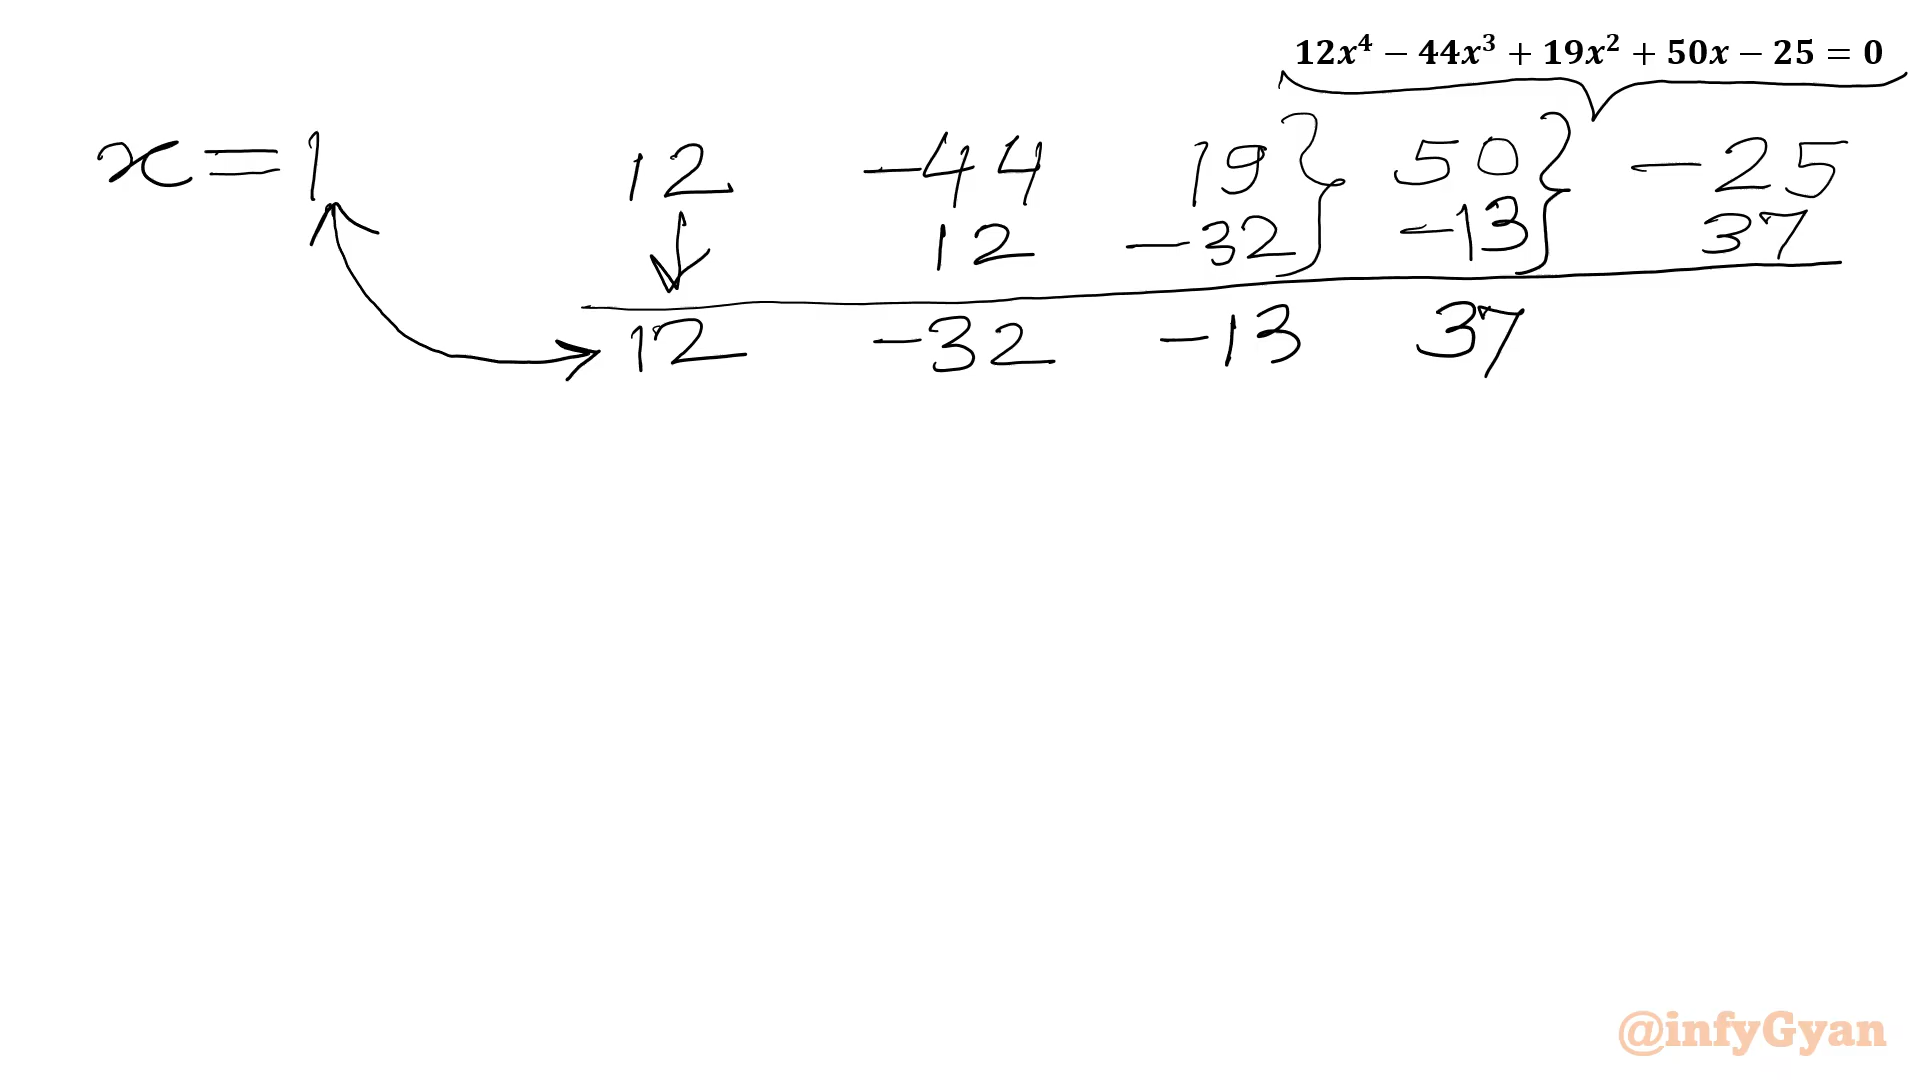 12x⁴ − 44x³ + 19x² + 50x − 25 = 0
x = 1 12 -44 19 } 50 } -25
12 -32 -13 37
12 -32 -13 37
@infyGyan